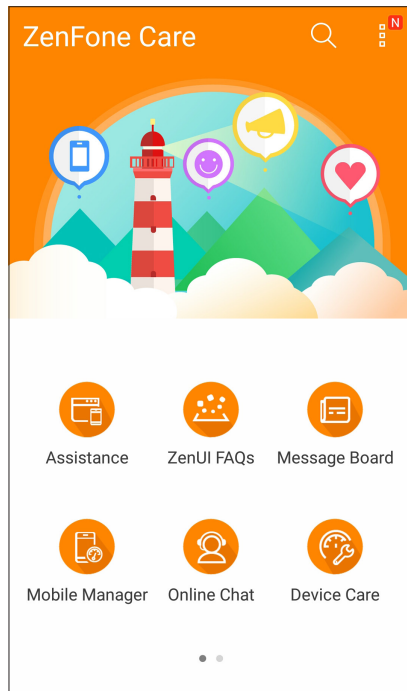 ZenFone Care
N
Assistance
ZenUI FAQs
Message Board
Mobile Manager
Online Chat
Device Care